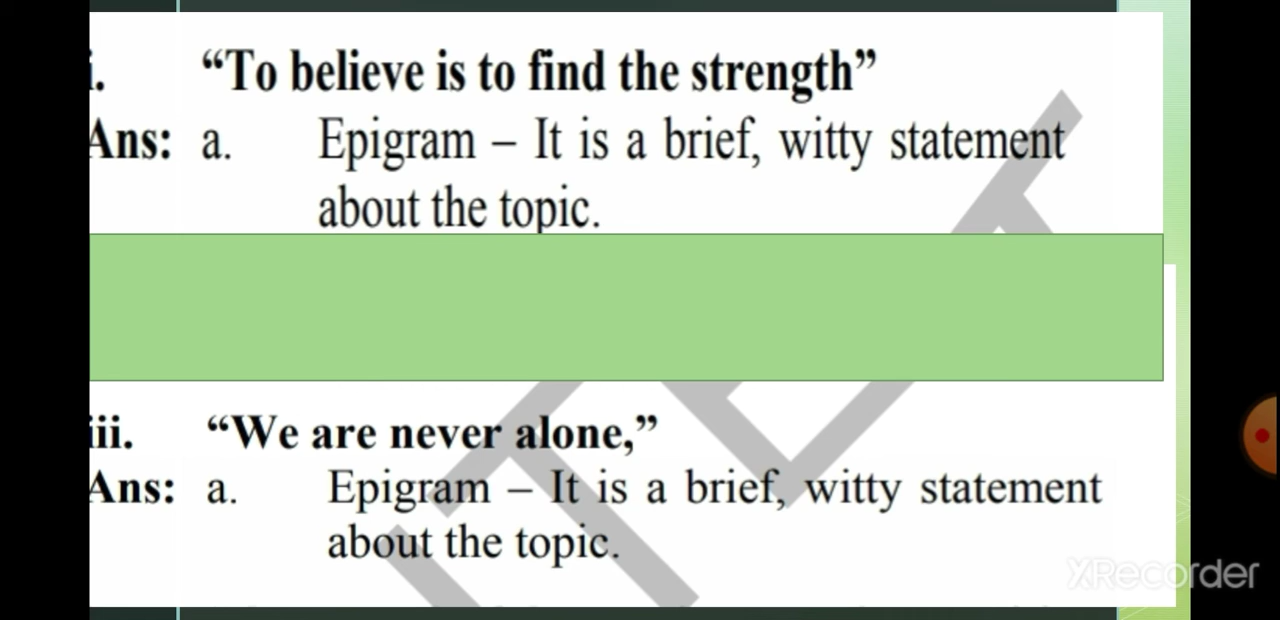 i. “To believe is to find the strength”
Ans: a. Epigram – It is a brief, witty statement
about the topic.
iii. “We are never alone,”
Ans: a. Epigram – It is a brief, witty statement
about the topic.
XRecorder